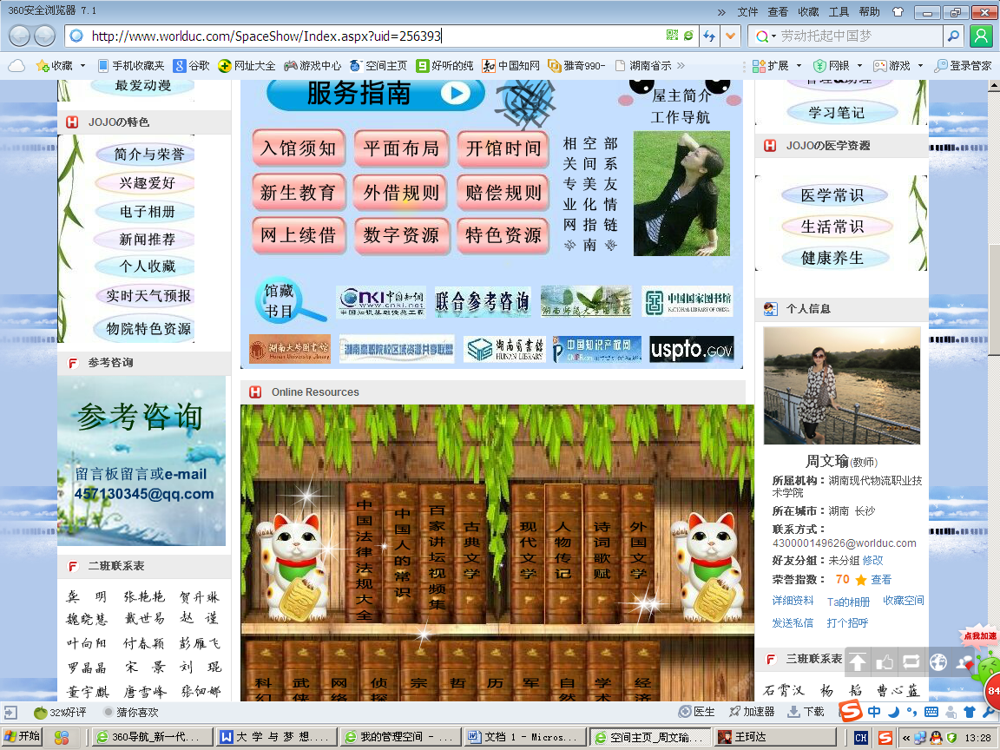 360安全浏览器 7.1
» 文件 查看 收藏 工具 帮助
http://www.worlduc.com/SpaceShow/Index.aspx?uid=256393
劳动托起中国梦
收藏 手机收藏夹 谷歌 网址大全 游戏中心 空间主页 好听的纯 中国知网 雅奇990- 湖南省示 » 扩展 网银 游戏 登录管家
最爱动漫
JOJOの特色
简介与荣誉
兴趣爱好
电子相册
新闻推荐
个人收藏
实时天气预报
物院特色资源
参考咨询
参考咨询
留言板留言或e-mail
457130345@qq.com
二班联系表
龚 明 张艳艳 贺升琳
魏晓慧 戴世易 赵 谨
叶向阳 付春颖 彭雁飞
罗晶晶 宋 景 刘 琨
董宇麒 唐雪峰 张细娜
服务指南
屋主简介
工作导航
入馆须知 平面布局 开馆时间
新生教育 外借规则 赔偿规则
网上续借 数字资源 特色资源
相关专业网
空间美化指南
部系友情链
馆藏
书目
cnki 中国知网
www.cnki.net
中国知识基础设施工程
联合参考咨询
湖南师范大学图书馆
中国国家图书馆
NATIONAL LIBRARY OF CHINA
湖南大学图书馆
Hunan University Library
湖南高职院校区域资源共享联盟
湖南图书馆
HUNAN LIBRARY
中国知识产权网
uspto.GOV
Online Resources
中国法律法规大全
中国人的常识
百家讲坛视频集
古典文学
现代文学
人物传记
诗词歌赋
外国文学
科幻
武侠
网络
侦探
宗
哲
历
军
自然
学术
经济
管理&助理
学习笔记
JOJOの医学资源
医学常识
生活常识
健康养生
个人信息
周文瑜(教师)
所属机构：湖南现代物流职业技
术学院
所在城市：湖南 长沙
联系方式：
430000149626@worlduc.com
好友分组：未分组 修改
荣誉指数： 70 查看
详细资料 Ta的相册 收藏空间
发送私信 打个招呼
三班联系表
石霄汉 杨 韬 曹心蓝
点我加速
84
32%好评 猜你喜欢
医生 加速器 下载
中
开始 360导航_新一代... 大 学 与 梦 想... 我的管理空间 - ... 文档 1 - Micros... 空间主页_周文瑜... 王珂达
CH
13:28